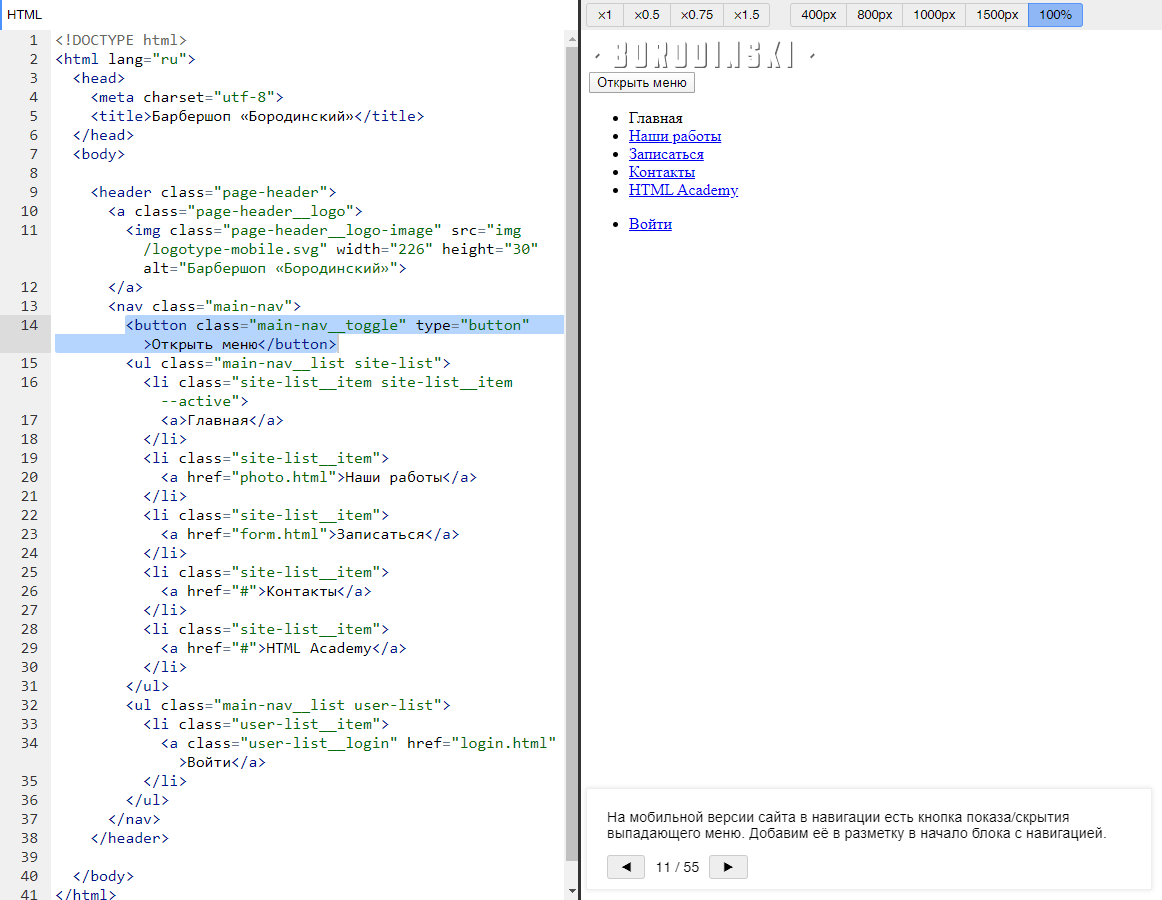 HTML
1 <!DOCTYPE html>
2 <html lang="ru">
3 <head>
4 <meta charset="utf-8">
5 <title>Барбершоп «Бородинский»</title>
6 </head>
7 <body>
8
9 <header class="page-header">
10 <a class="page-header__logo">
11 <img class="page-header__logo-image" src="img
/logotype-mobile.svg" width="226" height="30"
alt="Барбершоп «Бородинский»">
12 </a>
13 <nav class="main-nav">
14 <button class="main-nav__toggle" type="button"
>Открыть меню</button>
15 <ul class="main-nav__list site-list">
16 <li class="site-list__item site-list__item
--active">
17 <a>Главная</a>
18 </li>
19 <li class="site-list__item">
20 <a href="photo.html">Наши работы</a>
21 </li>
22 <li class="site-list__item">
23 <a href="form.html">Записаться</a>
24 </li>
25 <li class="site-list__item">
26 <a href="#">Контакты</a>
27 </li>
28 <li class="site-list__item">
29 <a href="#">HTML Academy</a>
30 </li>
31 </ul>
32 <ul class="main-nav__list user-list">
33 <li class="user-list__item">
34 <a class="user-list__login" href="login.html"
>Войти</a>
35 </li>
36 </ul>
37 </nav>
38 </header>
39
40 </body>
41 </html>
×1 ×0.5 ×0.75 ×1.5 400px 800px 1000px 1500px 100%
· BORODINSKI ·
Открыть меню
• Главная
• Наши работы
• Записаться
• Контакты
• HTML Academy
• Войти
На мобильной версии сайта в навигации есть кнопка показа/скрытия
выпадающего меню. Добавим её в разметку в начало блока с навигацией.
◄ 11 / 55 ►